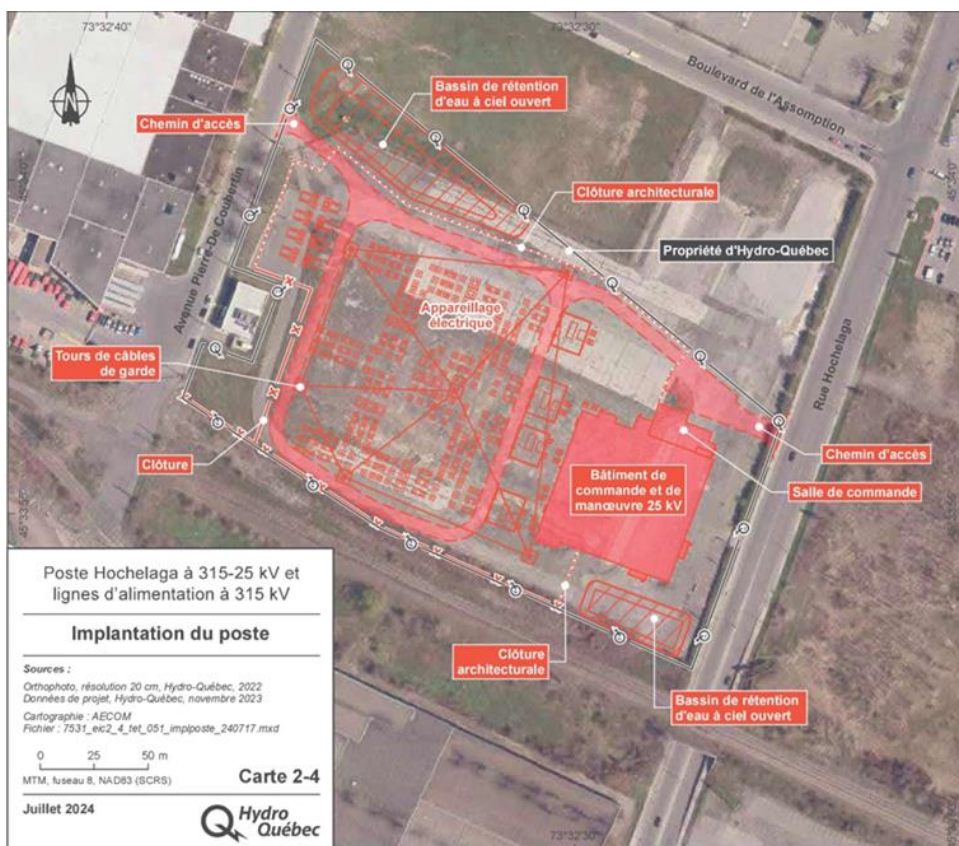 73°32'40"
73°32'30"
Boulevard de l'Assomption
Bassin de rétention
d'eau à ciel ouvert
Chemin d'accès
Clôture architecturale
Propriété d'Hydro-Québec
Avenue Pierre-De Coubertin
Appareillage
électrique
Rue Hochelaga
Tours de câbles
de garde
Clôture
Chemin d'accès
Bâtiment de
commande et de
manœuvre 25 kV
Salle de commande
Clôture
architecturale
Bassin de rétention
d'eau à ciel ouvert
Poste Hochelaga à 315-25 kV et
lignes d'alimentation à 315 kV
Implantation du poste
Sources :
Orthophoto, résolution 20 cm, Hydro-Québec, 2022
Données de projet, Hydro-Québec, novembre 2023
Cartographie : AECOM
Fichier : 7531_eic2_4_tet_051_implposte_240717.mxd
0 25 50 m
MTM, fuseau 8, NAD83 (SCRS)
Carte 2-4
Juillet 2024
Hydro
Québec
73°32'30"